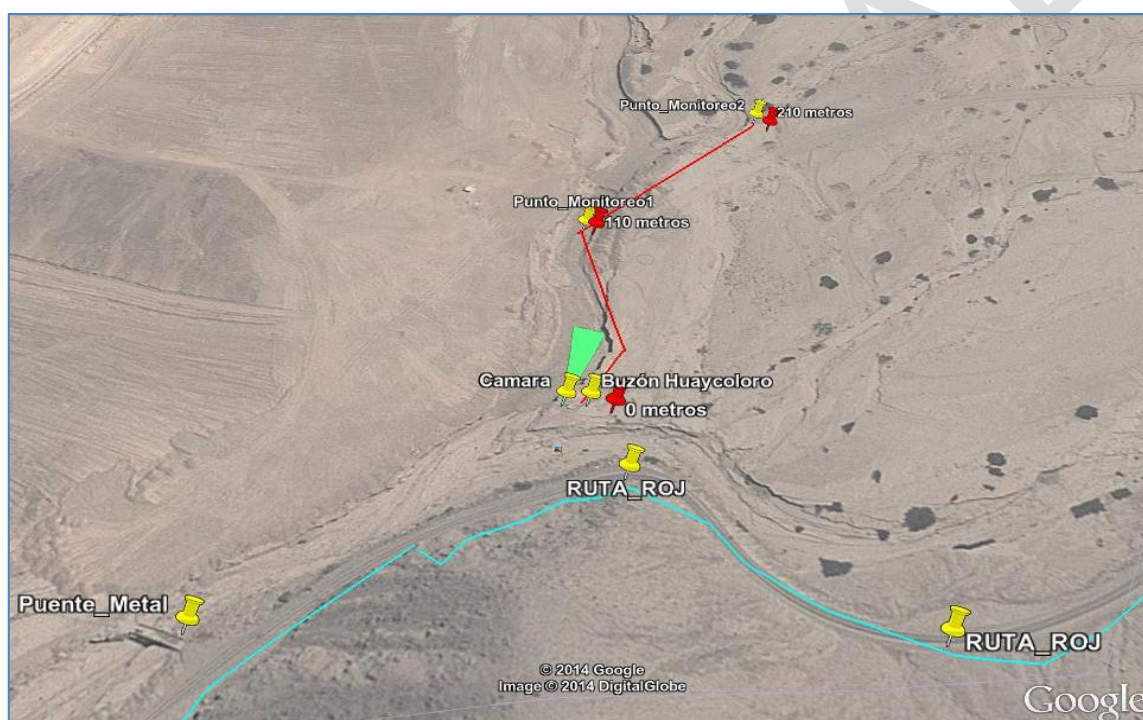 Punto_Monitoreo2
210 metros
Punto_Monitoreo1
110 metros
Camara
Buzón Huaycoloro
0 metros
RUTA_ROJ
Puente_Metal
RUTA_ROJ
© 2014 Google
Image © 2014 DigitalGlobe
Google